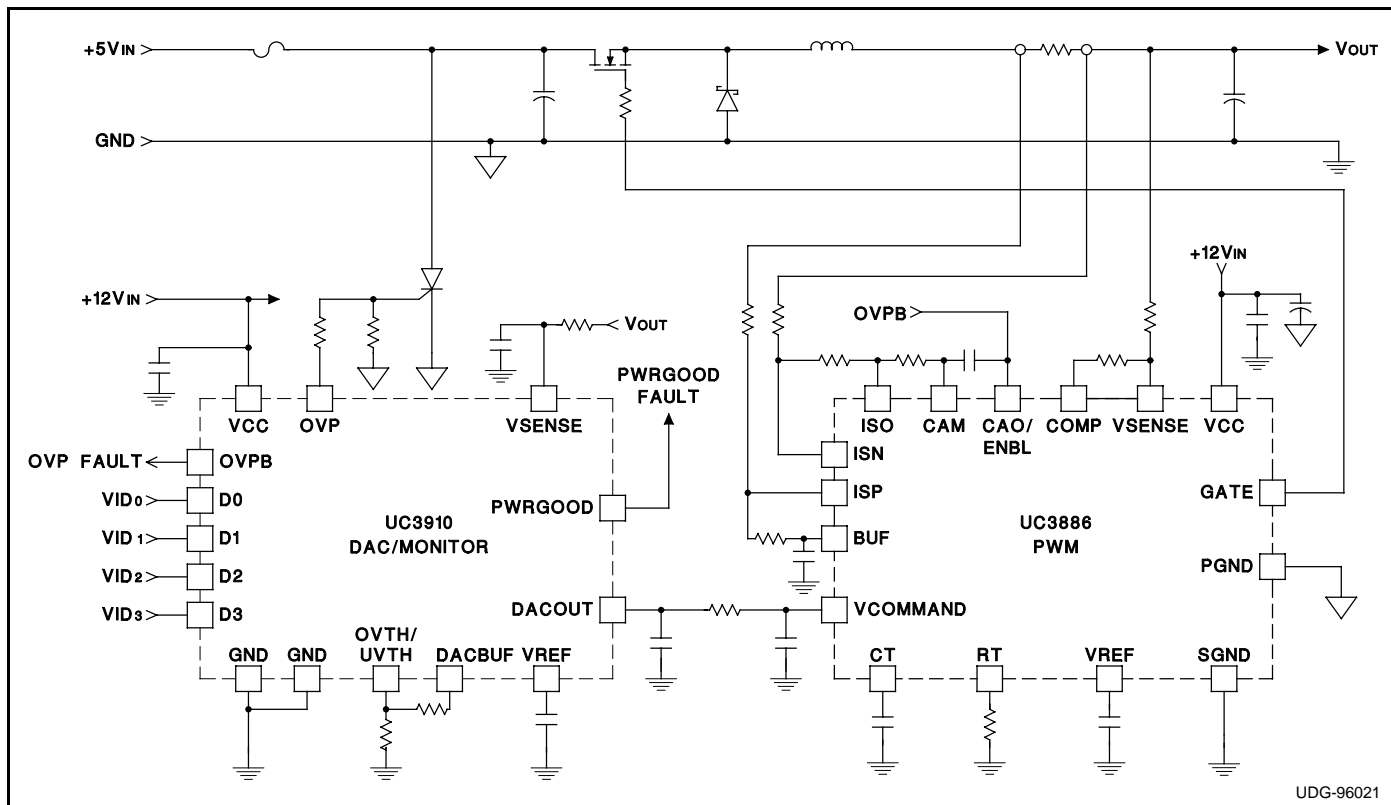 +5VIN
VOUT
GND
+12VIN
+12VIN
VOUT
OVPB
PWRGOOD
FAULT
VCC
OVP
VSENSE
ISO
CAM
CAO/
ENBL
COMP
VSENSE
VCC
OVP FAULT
OVPB
ISN
VID0
D0
PWRGOOD
ISP
GATE
VID1
D1
UC3910
DAC/MONITOR
BUF
UC3886
PWM
VID2
D2
PGND
VID3
D3
DACOUT
VCOMMAND
GND
GND
OVTH/
UVTH
DACBUF
VREF
CT
RT
VREF
SGND
UDG-96021